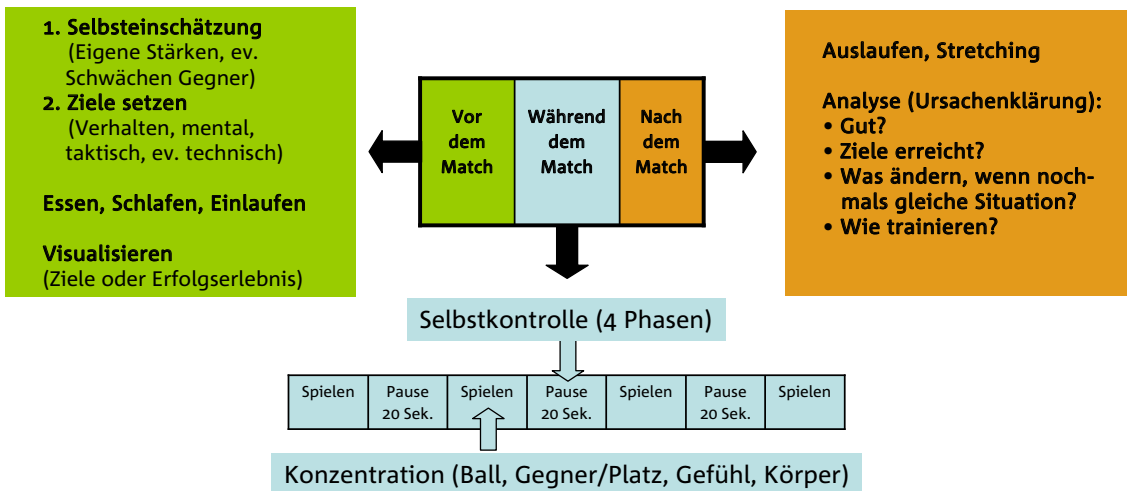 1. Selbsteinschätzung
(Eigene Stärken, ev.
Schwächen Gegner)
2. Ziele setzen
(Verhalten, mental,
taktisch, ev. technisch)
Essen, Schlafen, Einlaufen
Visualisieren
(Ziele oder Erfolgserlebnis)
Vor
dem
Match
Während
dem
Match
Nach
dem
Match
Auslaufen, Stretching
Analyse (Ursachenklärung):
• Gut?
• Ziele erreicht?
• Was ändern, wenn noch-
mals gleiche Situation?
• Wie trainieren?
Selbstkontrolle (4 Phasen)
Spielen
Pause
20 Sek.
Spielen
Pause
20 Sek.
Spielen
Pause
20 Sek.
Spielen
Konzentration (Ball, Gegner/Platz, Gefühl, Körper)